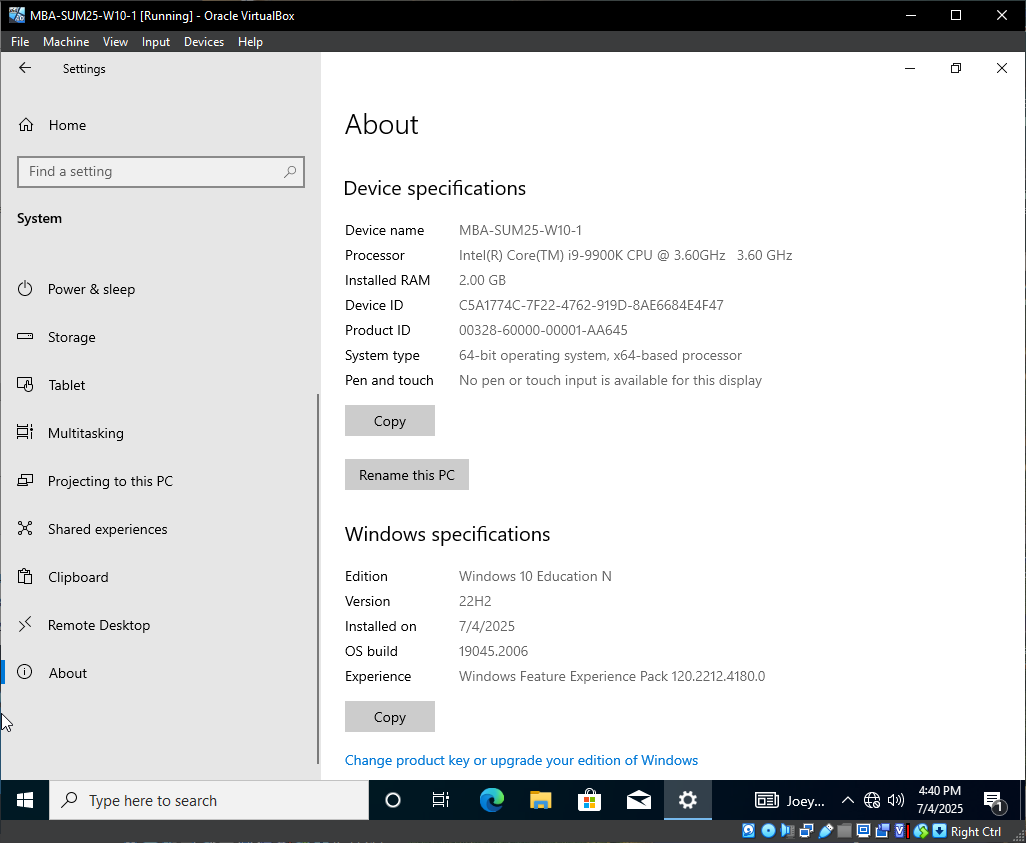 MBA-SUM25-W10-1 [Running] - Oracle VirtualBox
File Machine View Input Devices Help
Settings
Home
Find a setting
System
Power & sleep
Storage
Tablet
Multitasking
Projecting to this PC
Shared experiences
Clipboard
Remote Desktop
About
About
Device specifications
Device name MBA-SUM25-W10-1
Processor Intel(R) Core(TM) i9-9900K CPU @ 3.60GHz 3.60 GHz
Installed RAM 2.00 GB
Device ID C5A1774C-7F22-4762-919D-8AE6684E4F47
Product ID 00328-60000-00001-AA645
System type 64-bit operating system, x64-based processor
Pen and touch No pen or touch input is available for this display
Copy
Rename this PC
Windows specifications
Edition Windows 10 Education N
Version 22H2
Installed on 7/4/2025
OS build 19045.2006
Experience Windows Feature Experience Pack 120.2212.4180.0
Copy
Change product key or upgrade your edition of Windows
Type here to search
Joey...
4:40 PM
7/4/2025
1
Right Ctrl